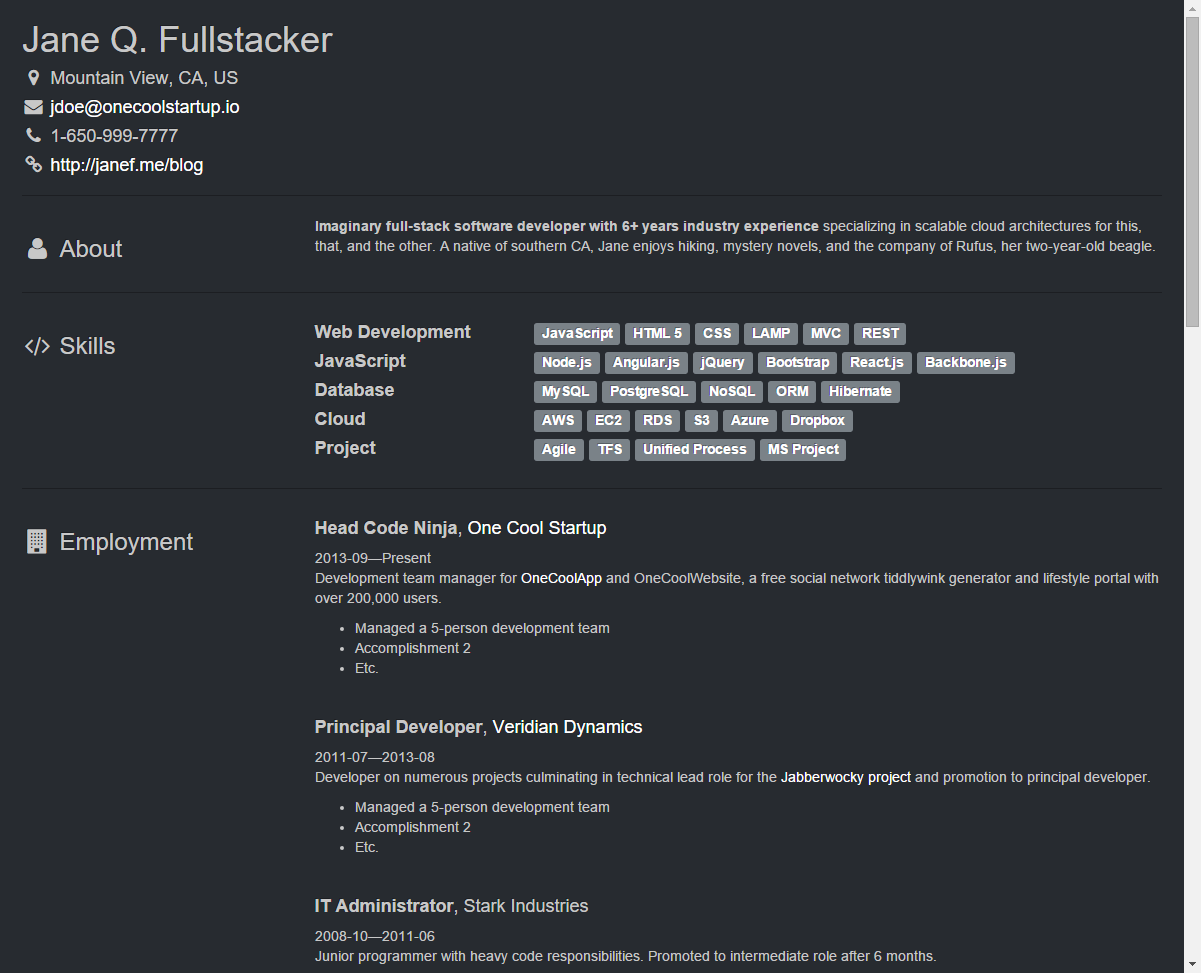 Jane Q. Fullstacker
Mountain View, CA, US
jdoe@onecoolstartup.io
1-650-999-7777
http://janef.me/blog
About
Imaginary full-stack software developer with 6+ years industry experience specializing in scalable cloud architectures for this,
that, and the other. A native of southern CA, Jane enjoys hiking, mystery novels, and the company of Rufus, her two-year-old beagle.
Skills
Web Development JavaScript HTML 5 CSS LAMP MVC REST
JavaScript Node.js Angular.js jQuery Bootstrap React.js Backbone.js
Database MySQL PostgreSQL NoSQL ORM Hibernate
Cloud AWS EC2 RDS S3 Azure Dropbox
Project Agile TFS Unified Process MS Project
Employment
Head Code Ninja, One Cool Startup
2013-09—Present
Development team manager for OneCoolApp and OneCoolWebsite, a free social network tiddlywink generator and lifestyle portal with
over 200,000 users.
• Managed a 5-person development team
• Accomplishment 2
• Etc.
Principal Developer, Veridian Dynamics
2011-07—2013-08
Developer on numerous projects culminating in technical lead role for the Jabberwocky project and promotion to principal developer.
• Managed a 5-person development team
• Accomplishment 2
• Etc.
IT Administrator, Stark Industries
2008-10—2011-06
Junior programmer with heavy code responsibilities. Promoted to intermediate role after 6 months.